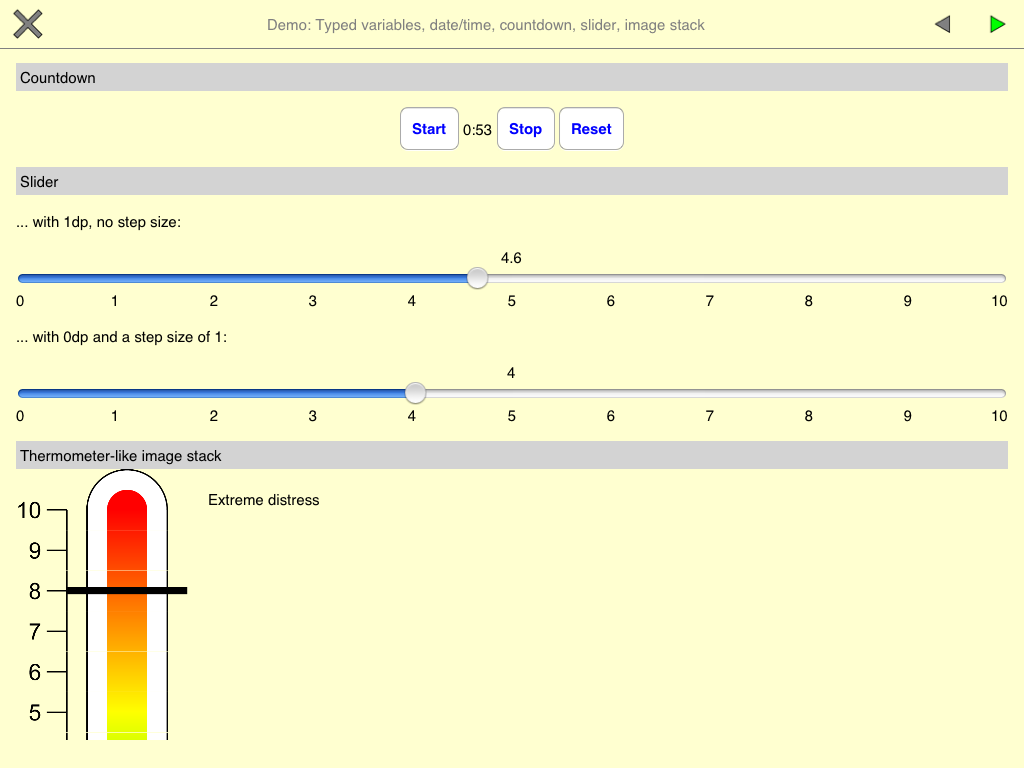 Demo: Typed variables, date/time, countdown, slider, image stack
Countdown
Start 0:53 Stop Reset
Slider
... with 1dp, no step size:
4.6
0 1 2 3 4 5 6 7 8 9 10
... with 0dp and a step size of 1:
4
0 1 2 3 4 5 6 7 8 9 10
Thermometer-like image stack
Extreme distress
10
9
8
7
6
5